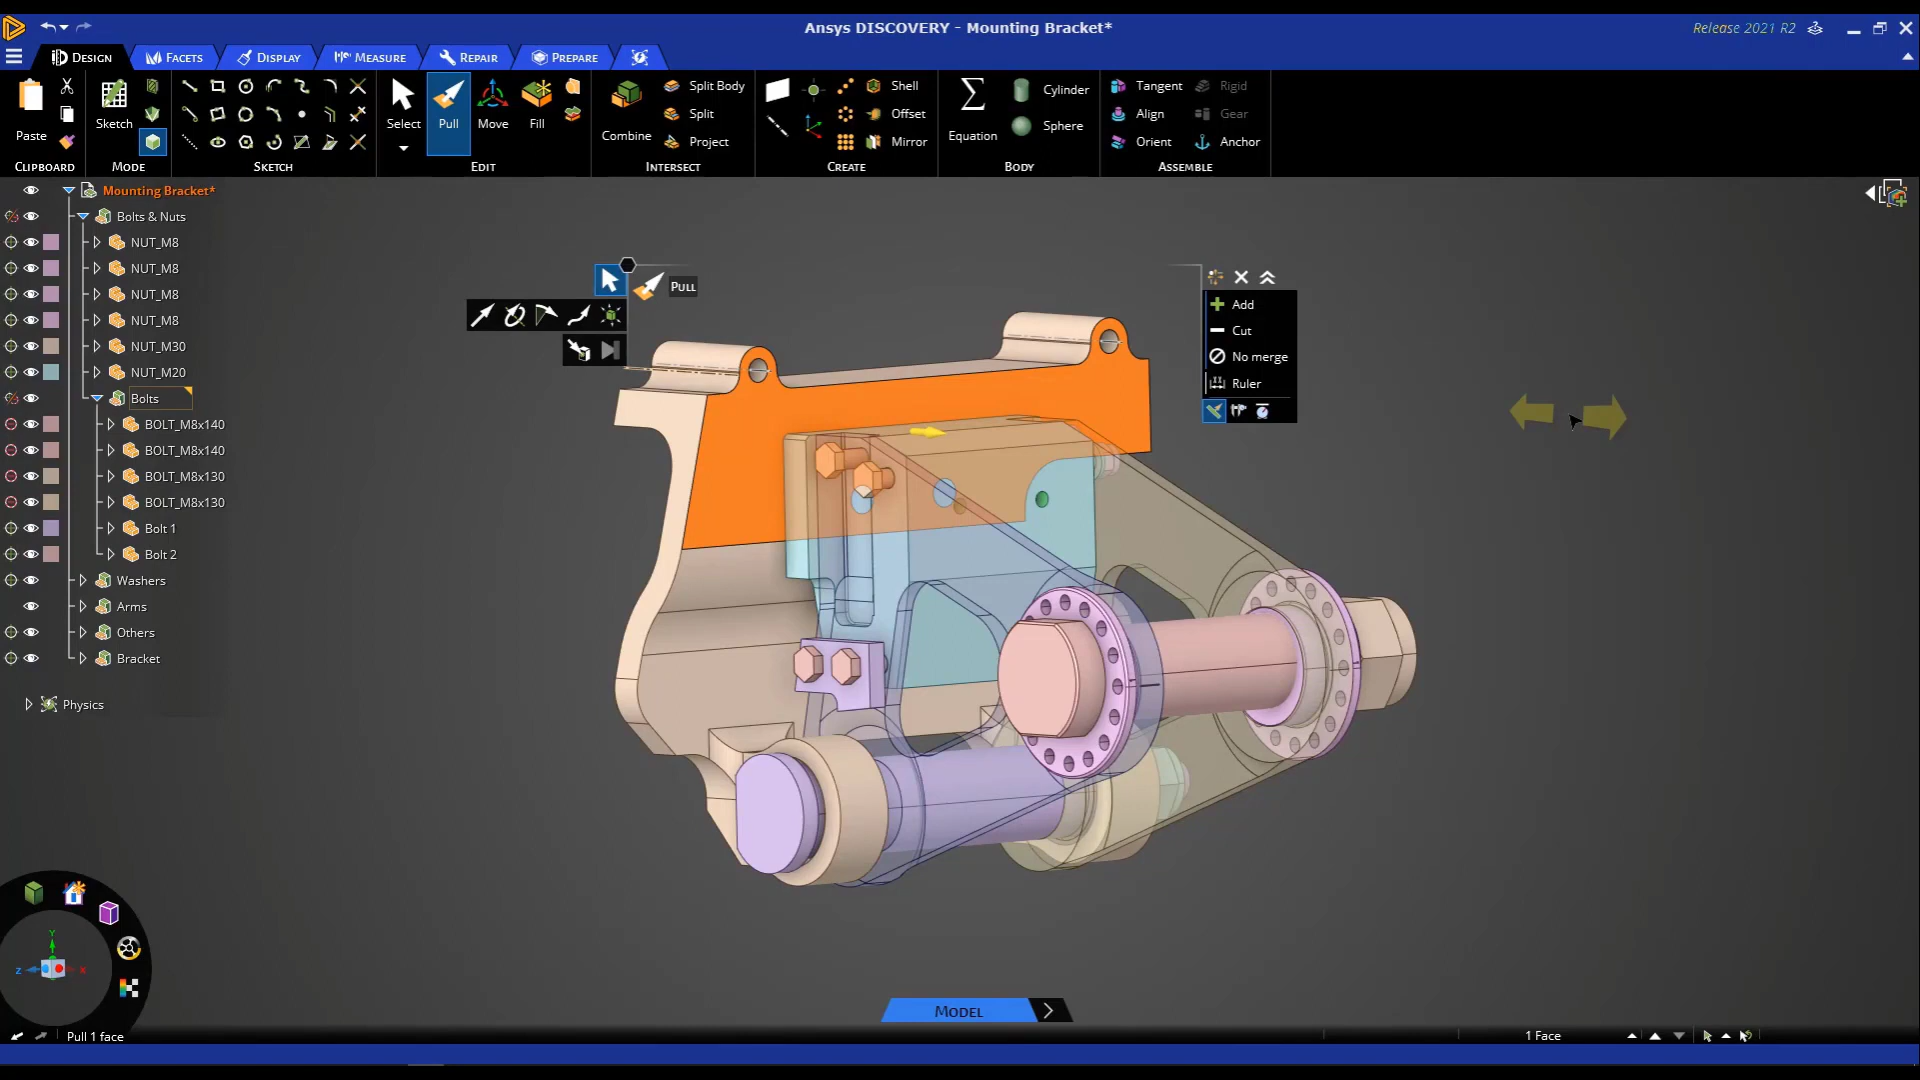 Ansys DISCOVERY - Mounting Bracket*
Release 2021 R2
DESIGN
FACETS
DISPLAY
MEASURE
REPAIR
PREPARE
Paste
Sketch
Select
Pull
Move
Fill
Combine
Split Body
Split
Project
Shell
Offset
Mirror
Equation
Cylinder
Sphere
Tangent
Align
Orient
Rigid
Gear
Anchor
CLIPBOARD
MODE
SKETCH
EDIT
INTERSECT
CREATE
BODY
ASSEMBLE
Mounting Bracket*
Bolts & Nuts
NUT_M8
NUT_M8
NUT_M8
NUT_M8
NUT_M30
NUT_M20
Bolts
BOLT_M8x140
BOLT_M8x140
BOLT_M8x130
BOLT_M8x130
Bolt 1
Bolt 2
Washers
Arms
Others
Bracket
Physics
PULL
Add
Cut
No merge
Ruler
Y
Z
X
MODEL
Pull 1 face
1 Face